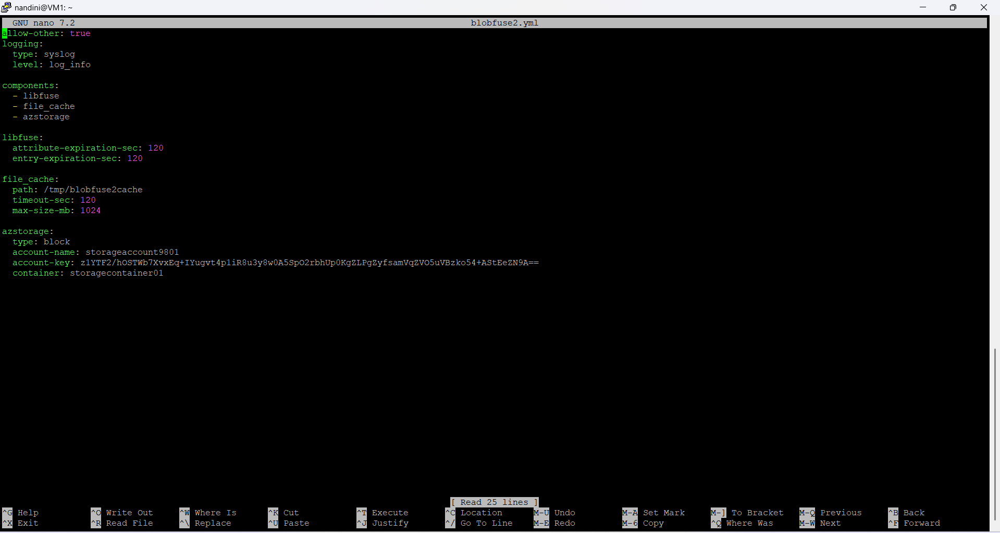 nandini@VM1: ~
GNU nano 7.2 blobfuse2.yml
allow-other: true
logging:
  type: syslog
  level: log_info
components:
  - libfuse
  - file_cache
  - azstorage
libfuse:
  attribute-expiration-sec: 120
  entry-expiration-sec: 120
file_cache:
  path: /tmp/blobfuse2cache
  timeout-sec: 120
  max-size-mb: 1024
azstorage:
  type: block
  account-name: storageaccount9801
  account-key: z1YTF2/hOSTWb7XvxEq+IYugvt4p1iR8u3y8w0A5SpO2rbhUp0KgZLPgZyfsamVqZVO5uVBzko54+AStEeZN9A==
  container: storagecontainer01
[ Read 25 lines ]
^G Help ^O Write Out ^W Where Is ^K Cut ^T Execute ^C Location M-U Undo M-A Set Mark M-] To Bracket M-Q Previous ^B Back
^X Exit ^R Read File ^\ Replace ^U Paste ^J Justify ^/ Go To Line M-E Redo M-6 Copy ^Q Where Was M-W Next ^F Forward